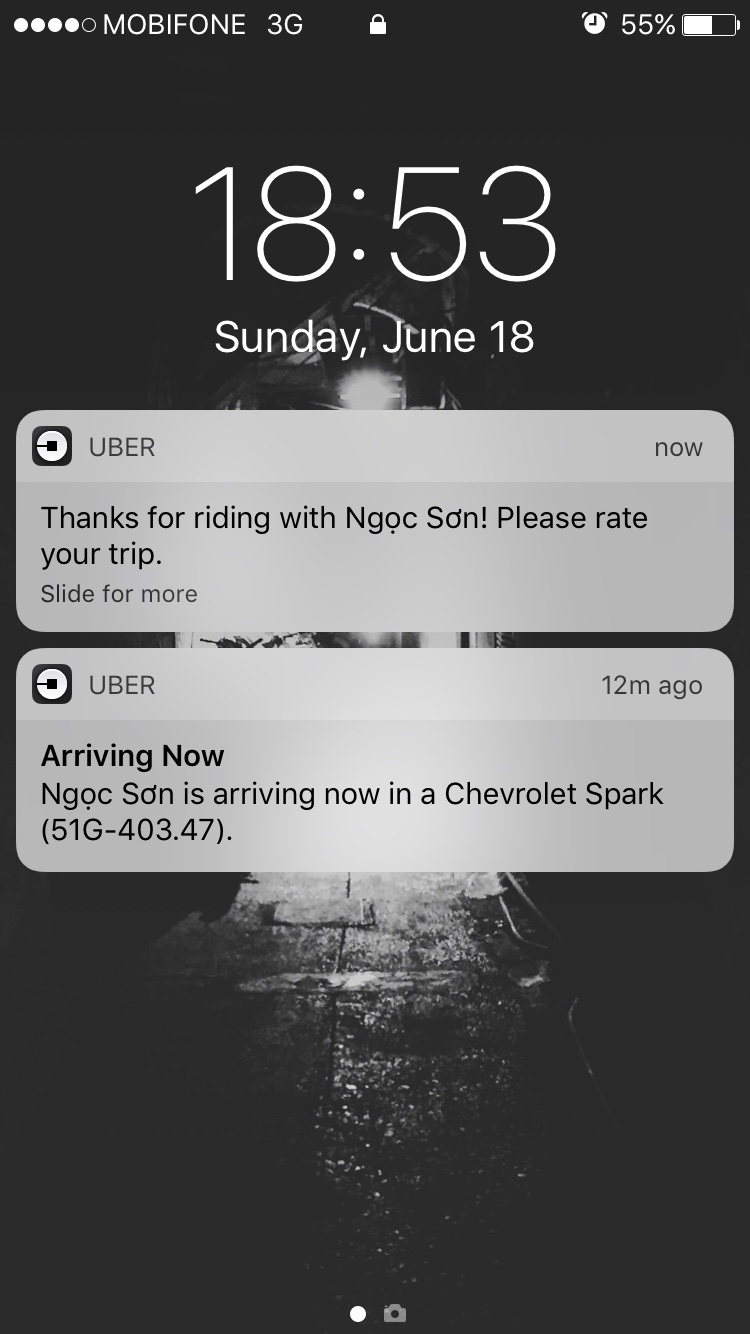 MOBIFONE 3G 55%
18:53
Sunday, June 18
UBER now
Thanks for riding with Ngọc Sơn! Please rate
your trip.
Slide for more
UBER 12m ago
Arriving Now
Ngọc Sơn is arriving now in a Chevrolet Spark
(51G-403.47).